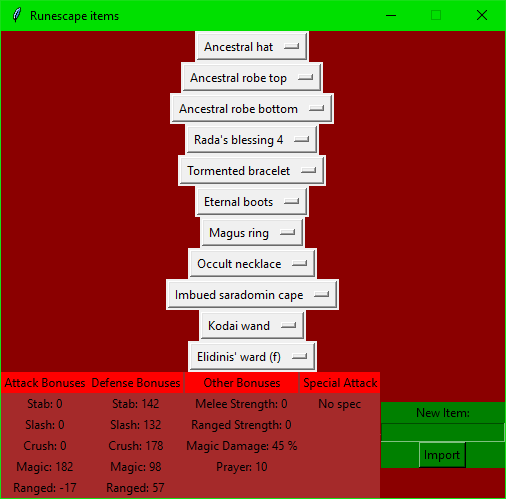 Runescape items
Ancestral hat
Ancestral robe top
Ancestral robe bottom
Rada's blessing 4
Tormented bracelet
Eternal boots
Magus ring
Occult necklace
Imbued saradomin cape
Kodai wand
Elidinis' ward (f)
Attack Bonuses Defense Bonuses Other Bonuses Special Attack
Stab: 0 Stab: 142 Melee Strength: 0 No spec
Slash: 0 Slash: 132 Ranged Strength: 0
Crush: 0 Crush: 178 Magic Damage: 45 %
Magic: 182 Magic: 98 Prayer: 10
Ranged: -17 Ranged: 57
New Item:
Import